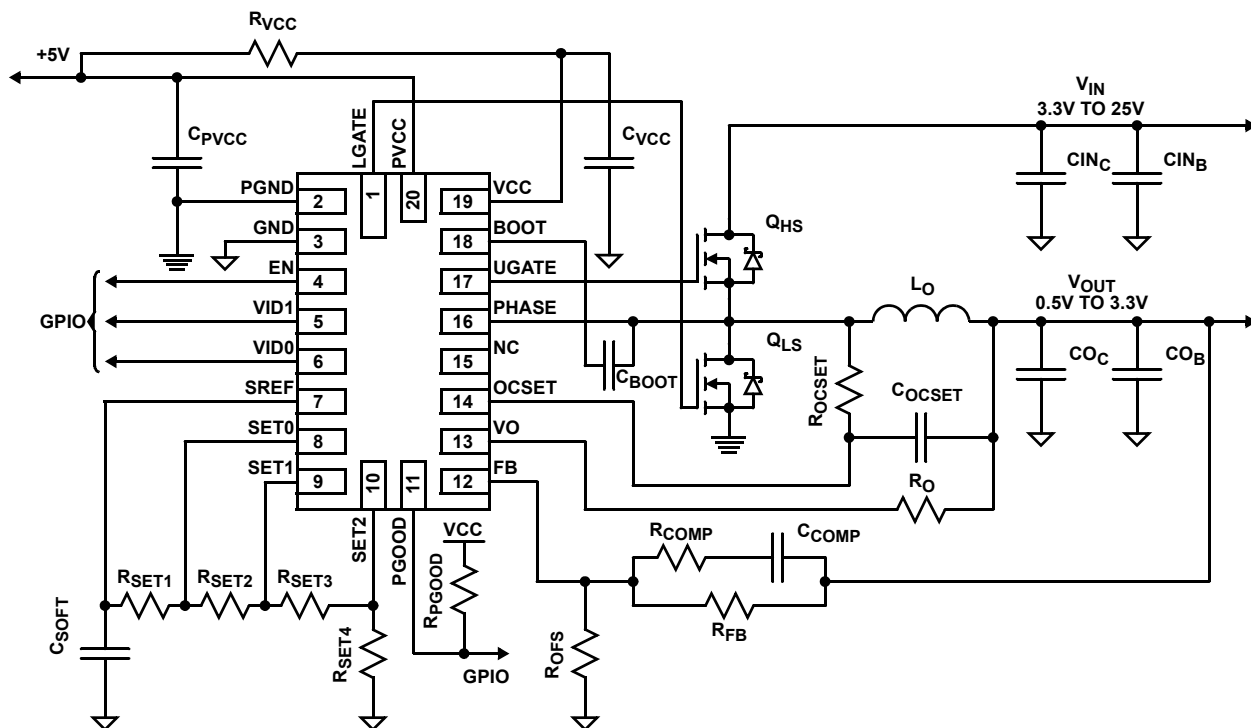 RVCC
+5V
VIN
3.3V TO 25V
CPVCC
LGATE
PVCC
CVCC
CINC
CINB
PGND
2
1
20
19
VCC
GND
3
18
BOOT
QHS
EN
4
17
UGATE
LO
VOUT
0.5V TO 3.3V
GPIO
VID1
5
16
PHASE
QLS
VID0
6
15
NC
CBOOT
COC
COB
SREF
7
14
OCSET
ROCSET
COCSET
SET0
8
13
VO
SET1
9
10
11
12
FB
RO
SET2
PGOOD
VCC
RCOMP
CCOMP
RSET1
RSET2
RSET3
RPGOOD
RFB
CSOFT
RSET4
GPIO
ROFS